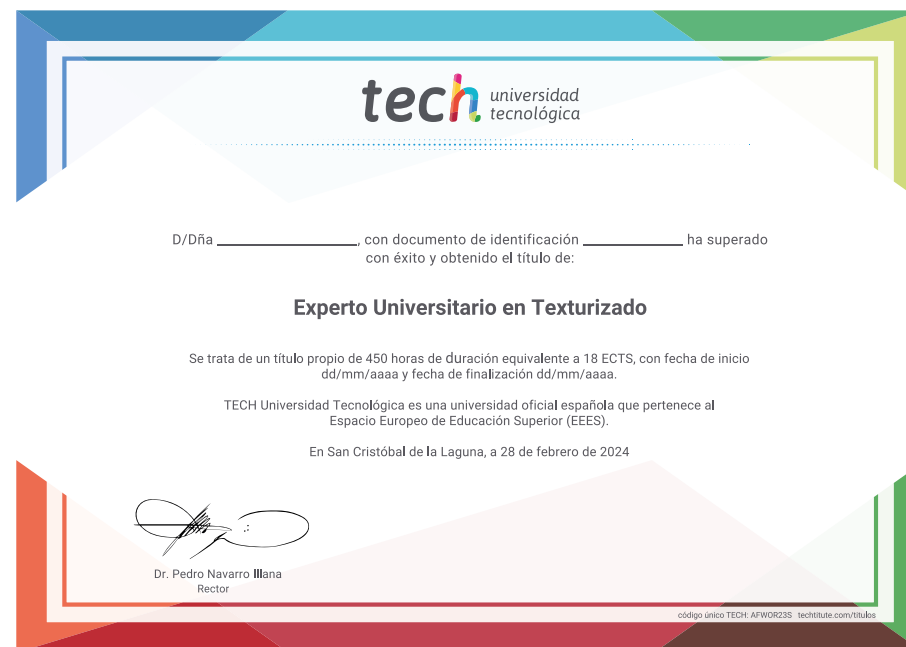 tech universidad
tecnológica
D/Dña ____________________, con documento de identificación ______________ ha superado
con éxito y obtenido el título de:
Experto Universitario en Texturizado
Se trata de un título propio de 450 horas de duración equivalente a 18 ECTS, con fecha de inicio
dd/mm/aaaa y fecha de finalización dd/mm/aaaa.
TECH Universidad Tecnológica es una universidad oficial española que pertenece al
Espacio Europeo de Educación Superior (EEES).
En San Cristóbal de la Laguna, a 28 de febrero de 2024
Dr. Pedro Navarro Illana
Rector
código único TECH: AFWOR23S techtitute.com/titulos